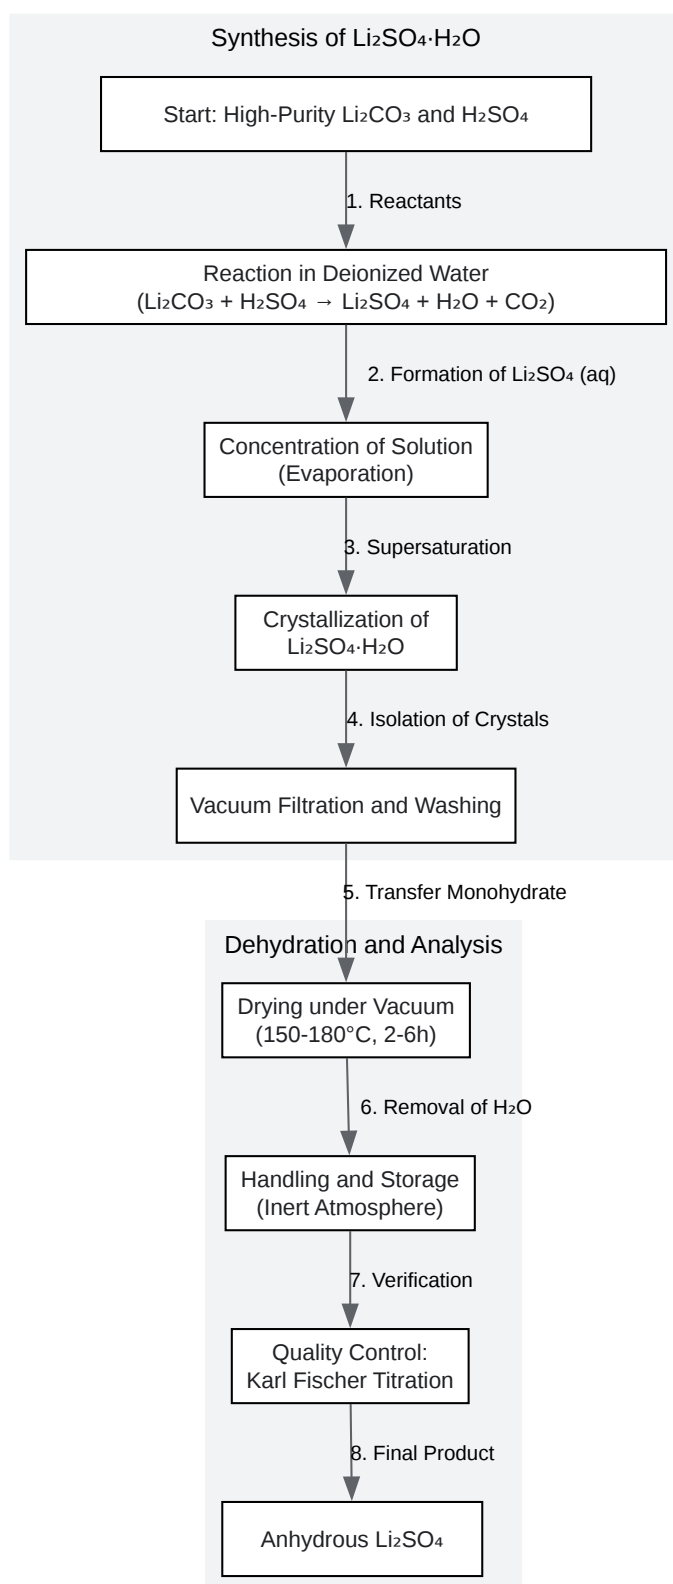 Synthesis of Li₂SO₄·H₂O
Start: High-Purity Li₂CO₃ and H₂SO₄
1. Reactants
Reaction in Deionized Water
(Li₂CO₃ + H₂SO₄ → Li₂SO₄ + H₂O + CO₂)
2. Formation of Li₂SO₄ (aq)
Concentration of Solution
(Evaporation)
3. Supersaturation
Crystallization of
Li₂SO₄·H₂O
4. Isolation of Crystals
Vacuum Filtration and Washing
5. Transfer Monohydrate
Dehydration and Analysis
Drying under Vacuum
(150-180°C, 2-6h)
6. Removal of H₂O
Handling and Storage
(Inert Atmosphere)
7. Verification
Quality Control:
Karl Fischer Titration
8. Final Product
Anhydrous Li₂SO₄